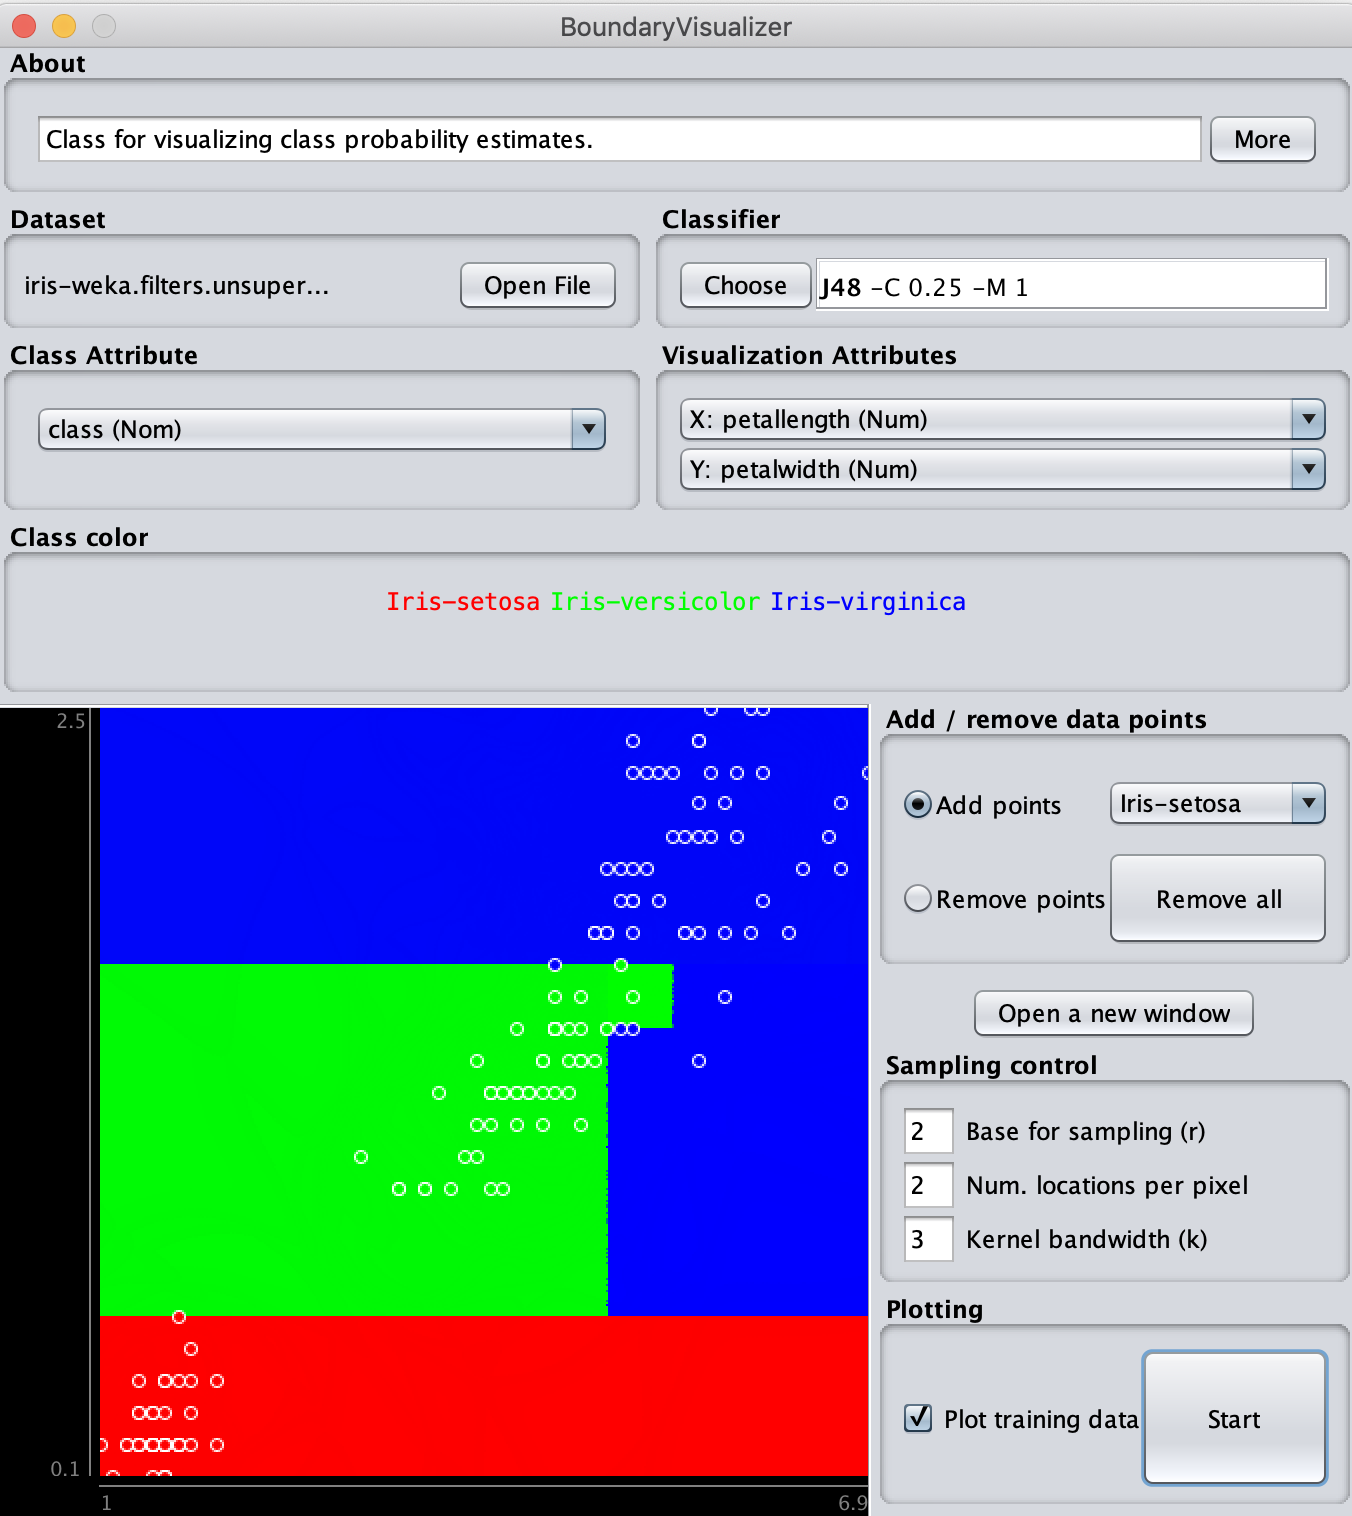 BoundaryVisualizer
About
Class for visualizing class probability estimates.
More
Dataset
iris-weka.filters.unsuper...
Open File
Classifier
Choose
J48 -C 0.25 -M 1
Class Attribute
class (Nom)
Visualization Attributes
X: petallength (Num)
Y: petalwidth (Num)
Class color
Iris-setosa Iris-versicolor Iris-virginica
2.5
0.1
1
6.9
Add / remove data points
Add points
Iris-setosa
Remove points
Remove all
Open a new window
Sampling control
2 Base for sampling (r)
2 Num. locations per pixel
3 Kernel bandwidth (k)
Plotting
Plot training data
Start